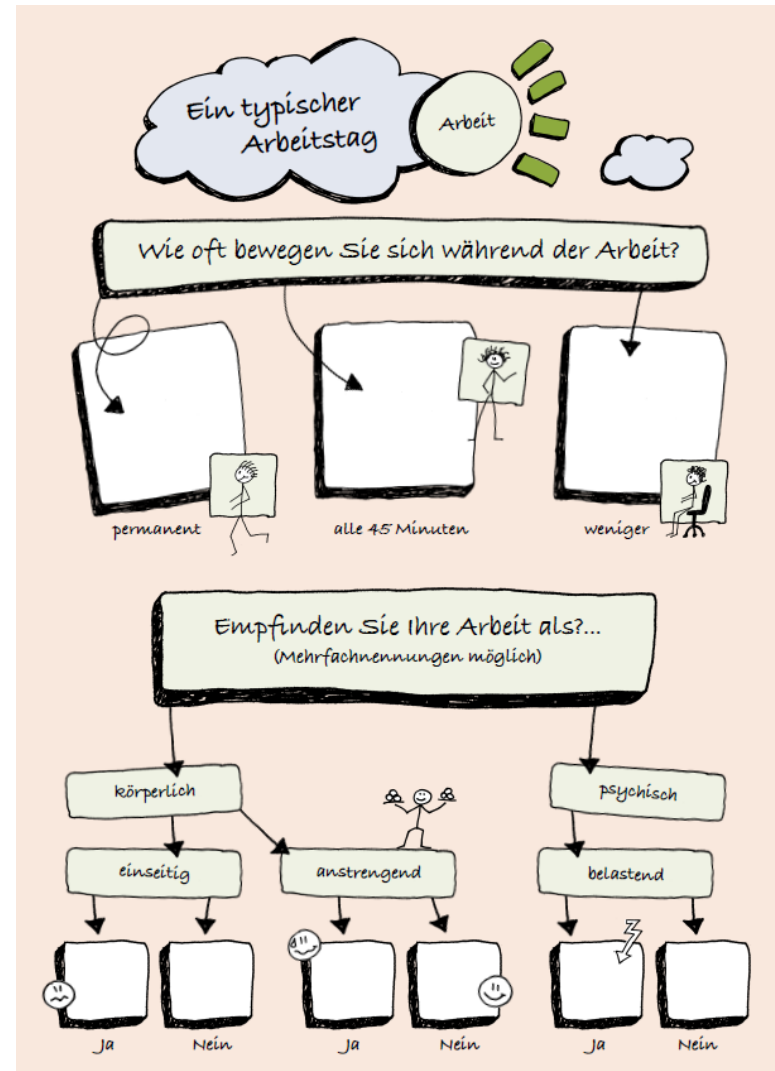 Ein typischer
Arbeitstag
Arbeit
Wie oft bewegen Sie sich während der Arbeit?
permanent
alle 45 Minuten
weniger
Empfinden Sie Ihre Arbeit als?...
(Mehrfachnennungen möglich)
körperlich
psychisch
einseitig
anstrengend
belastend
Ja
Nein
Ja
Nein
Ja
Nein